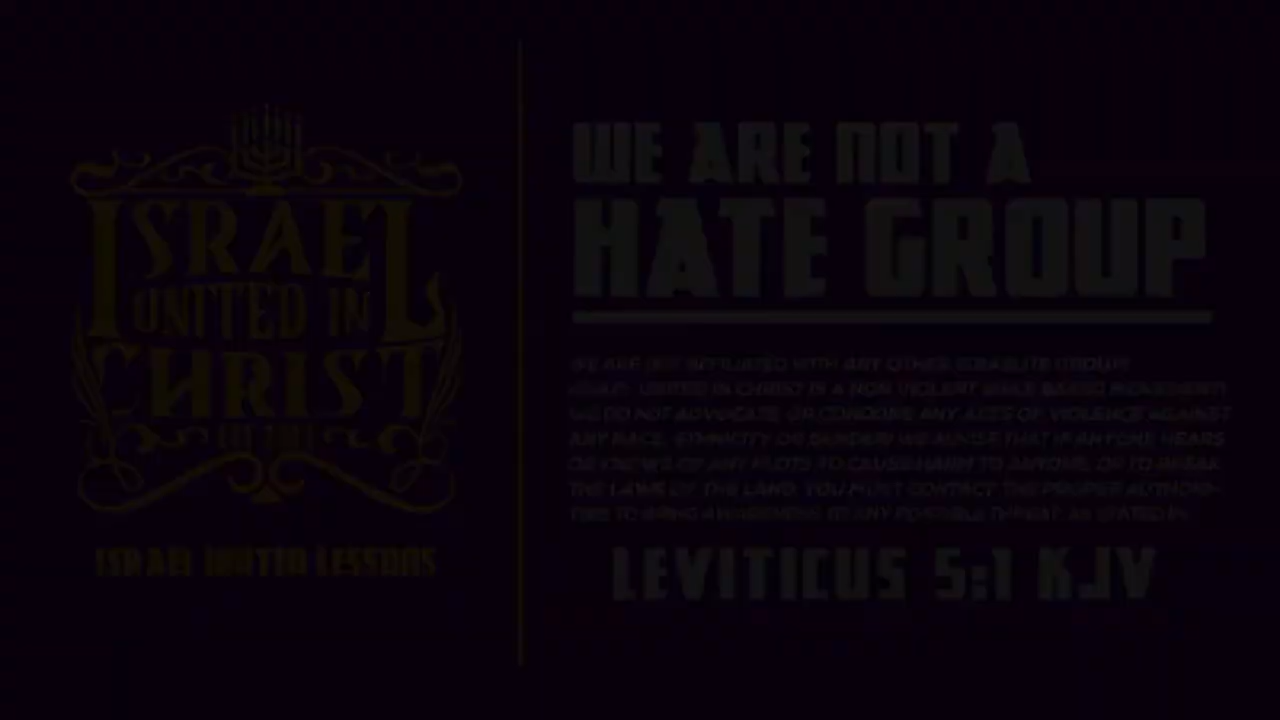 ISRAEL
UNITED IN
CHRIST
EST 2003
ISRAEL LESSONS
WE ARE NOT A
HATE GROUP
WE ARE NOT AFFILIATED WITH ANY OTHER ISRAELITE GROUPS
UNITED IN CHRIST IS A NON VIOLENT BASED MOVEMENT!
WE DO NOT ADVOCATE, OR CONDONE ANY ACTS OF VIOLENCE AGAINST
ANY RACE, ETHNICITY OR GENDER! WE ADVISE THAT IF ANYONE HEARS
OR KNOWS OF ANY PLOTS TO CAUSE HARM TO ANYONE, OR TO BREAK
THE LAWS OF THE LAND, YOU MUST CONTACT THE PROPER AUTHORI-
TIES TO BRING AWARENESS TO ANY POSSIBLE THREAT, AS STATED IN:
LEVITICUS 5:1 KJV